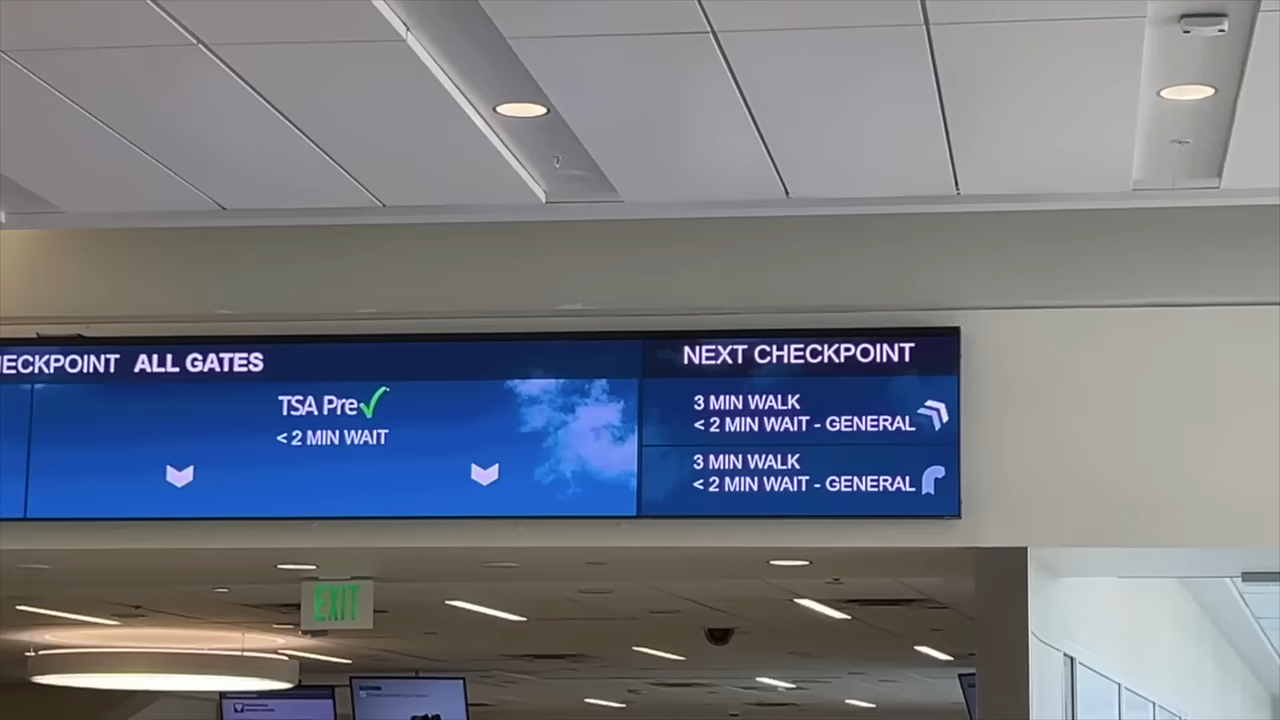 ECKPOINT ALL GATES
TSA Pre✓
< 2 MIN WAIT
NEXT CHECKPOINT
3 MIN WALK
< 2 MIN WAIT - GENERAL
3 MIN WALK
< 2 MIN WAIT - GENERAL
EXIT